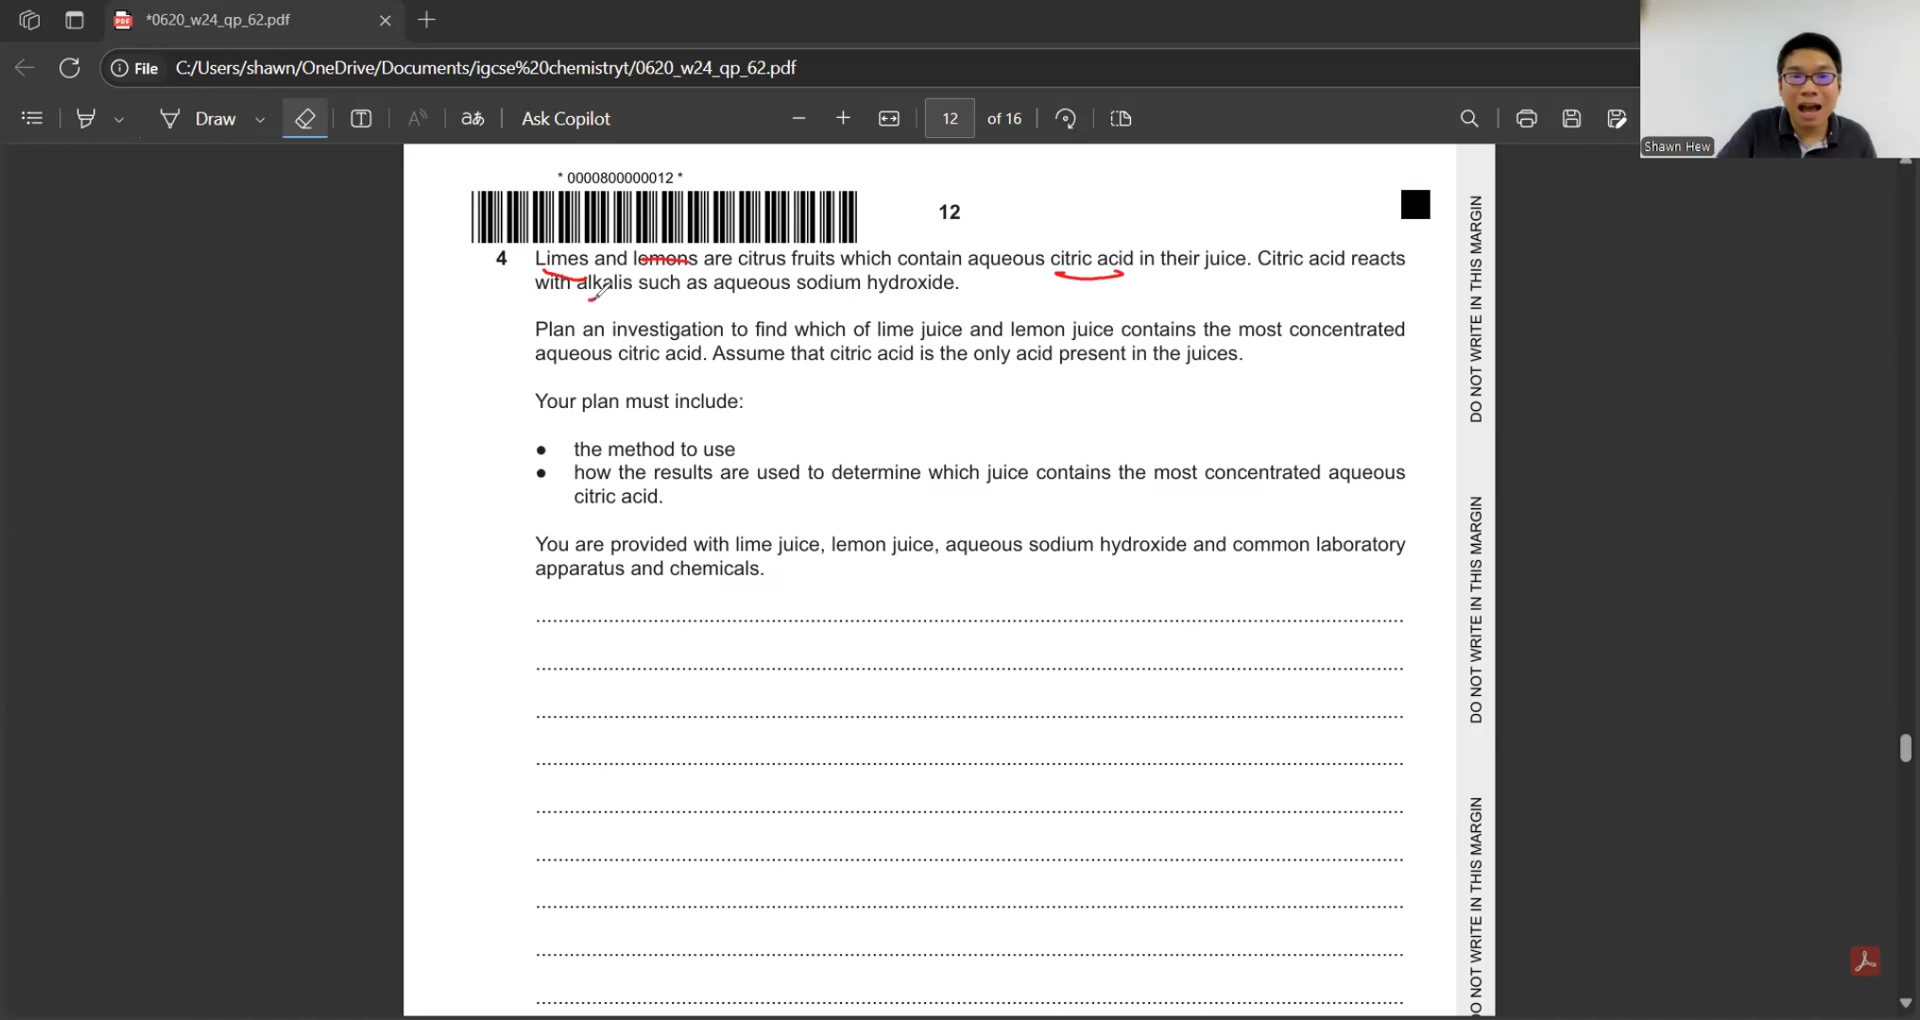 *0620_w24_qp_62.pdf
File C:/Users/shawn/OneDrive/Documents/igcse%20chemistryt/0620_w24_qp_62.pdf
Draw
Ask Copilot
12 of 16
Shawn Hew
* 0000800000012 *
12
4 Limes and lemons are citrus fruits which contain aqueous citric acid in their juice. Citric acid reacts
with alkalis such as aqueous sodium hydroxide.
Plan an investigation to find which of lime juice and lemon juice contains the most concentrated
aqueous citric acid. Assume that citric acid is the only acid present in the juices.
Your plan must include:
● the method to use
● how the results are used to determine which juice contains the most concentrated aqueous
citric acid.
You are provided with lime juice, lemon juice, aqueous sodium hydroxide and common laboratory
apparatus and chemicals.
DO NOT WRITE IN THIS MARGIN
DO NOT WRITE IN THIS MARGIN
DO NOT WRITE IN THIS MARGIN